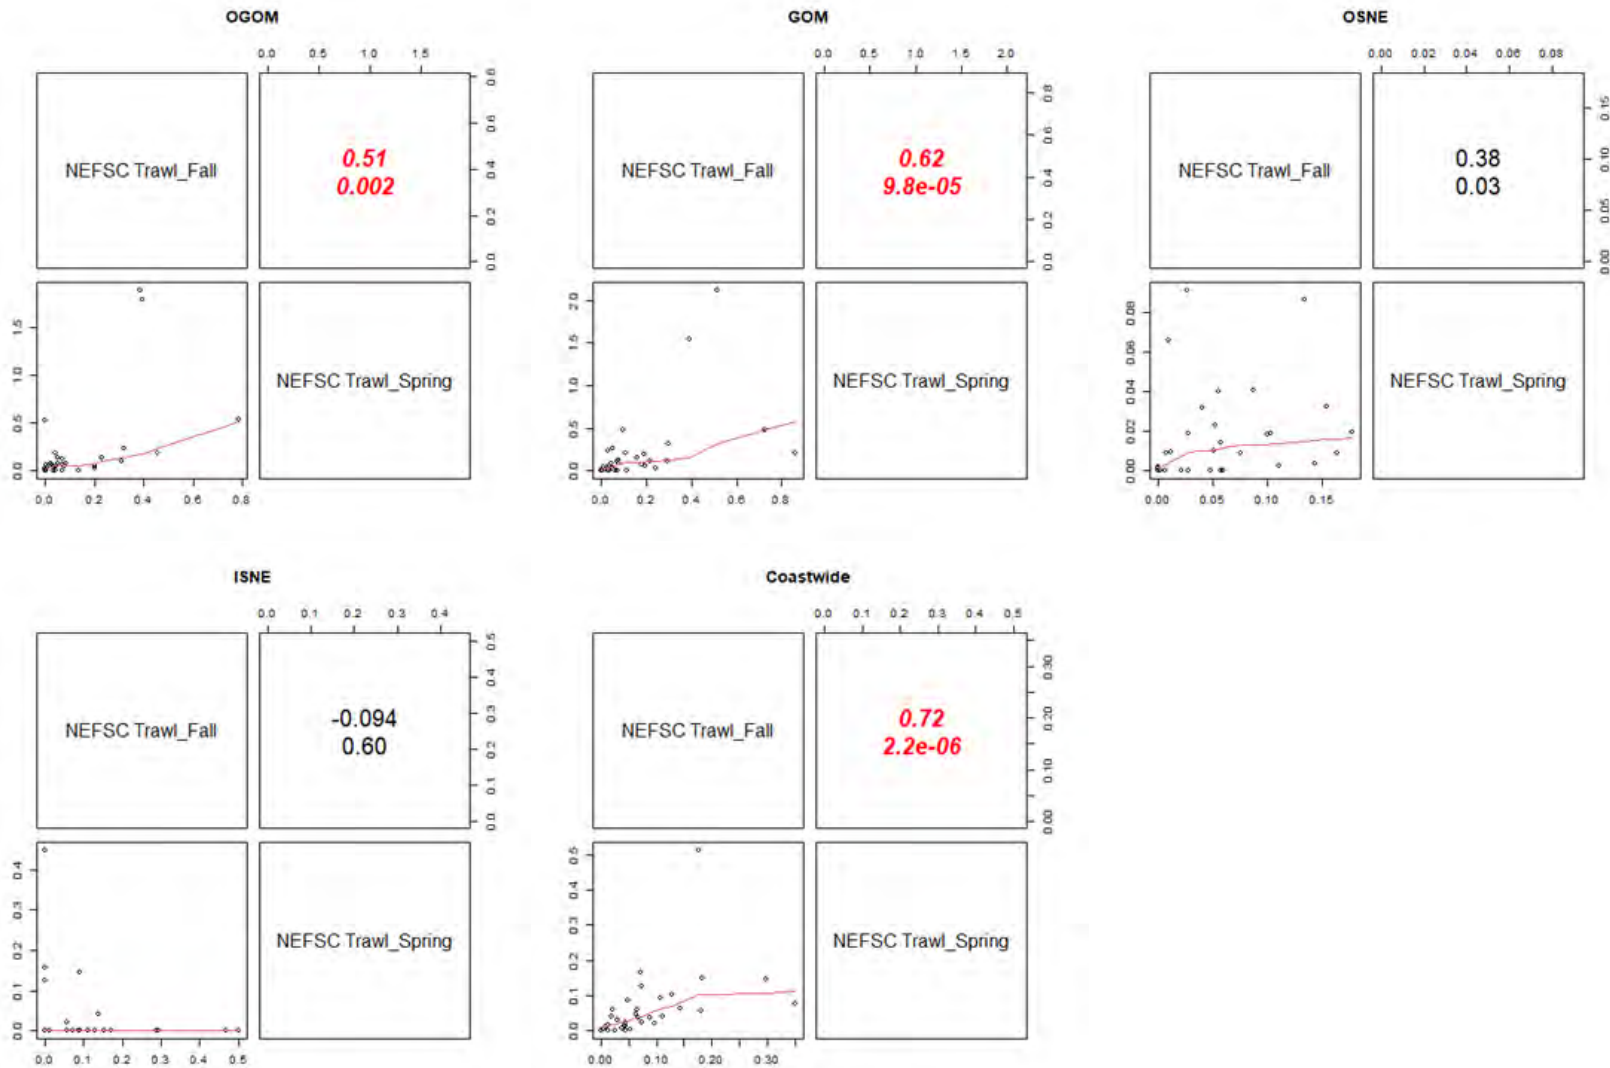 OGOM
0.0 0.5 1.0 1.5
NEFSC Trawl_Fall
0.51
0.002
0.0 0.2 0.4 0.6 0.8
0.0 0.5 1.0 1.5
NEFSC Trawl_Spring
0.0 0.2 0.4 0.6 0.8
GOM
0.0 0.5 1.0 1.5 2.0
NEFSC Trawl_Fall
0.62
9.8e-05
0.0 0.2 0.4 0.6 0.8
0.0 0.5 1.0 1.5 2.0
NEFSC Trawl_Spring
0.0 0.2 0.4 0.6 0.8
OSNE
0.00 0.02 0.04 0.06 0.08
NEFSC Trawl_Fall
0.38
0.03
0.00 0.05 0.10 0.15
0.00 0.02 0.04 0.06 0.08
NEFSC Trawl_Spring
0.00 0.05 0.10 0.15
ISNE
0.0 0.1 0.2 0.3 0.4
NEFSC Trawl_Fall
-0.094
0.60
0.0 0.1 0.2 0.3 0.4 0.5
0.0 0.1 0.2 0.3 0.4
NEFSC Trawl_Spring
0.0 0.1 0.2 0.3 0.4 0.5
Coastwide
0.0 0.1 0.2 0.3 0.4 0.5
NEFSC Trawl_Fall
0.72
2.2e-06
0.00 0.10 0.20 0.30
0.0 0.1 0.2 0.3 0.4 0.5
NEFSC Trawl_Spring
0.00 0.10 0.20 0.30